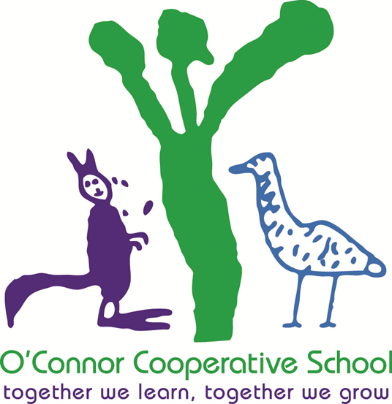 O'Connor Cooperative School
together we learn, together we grow